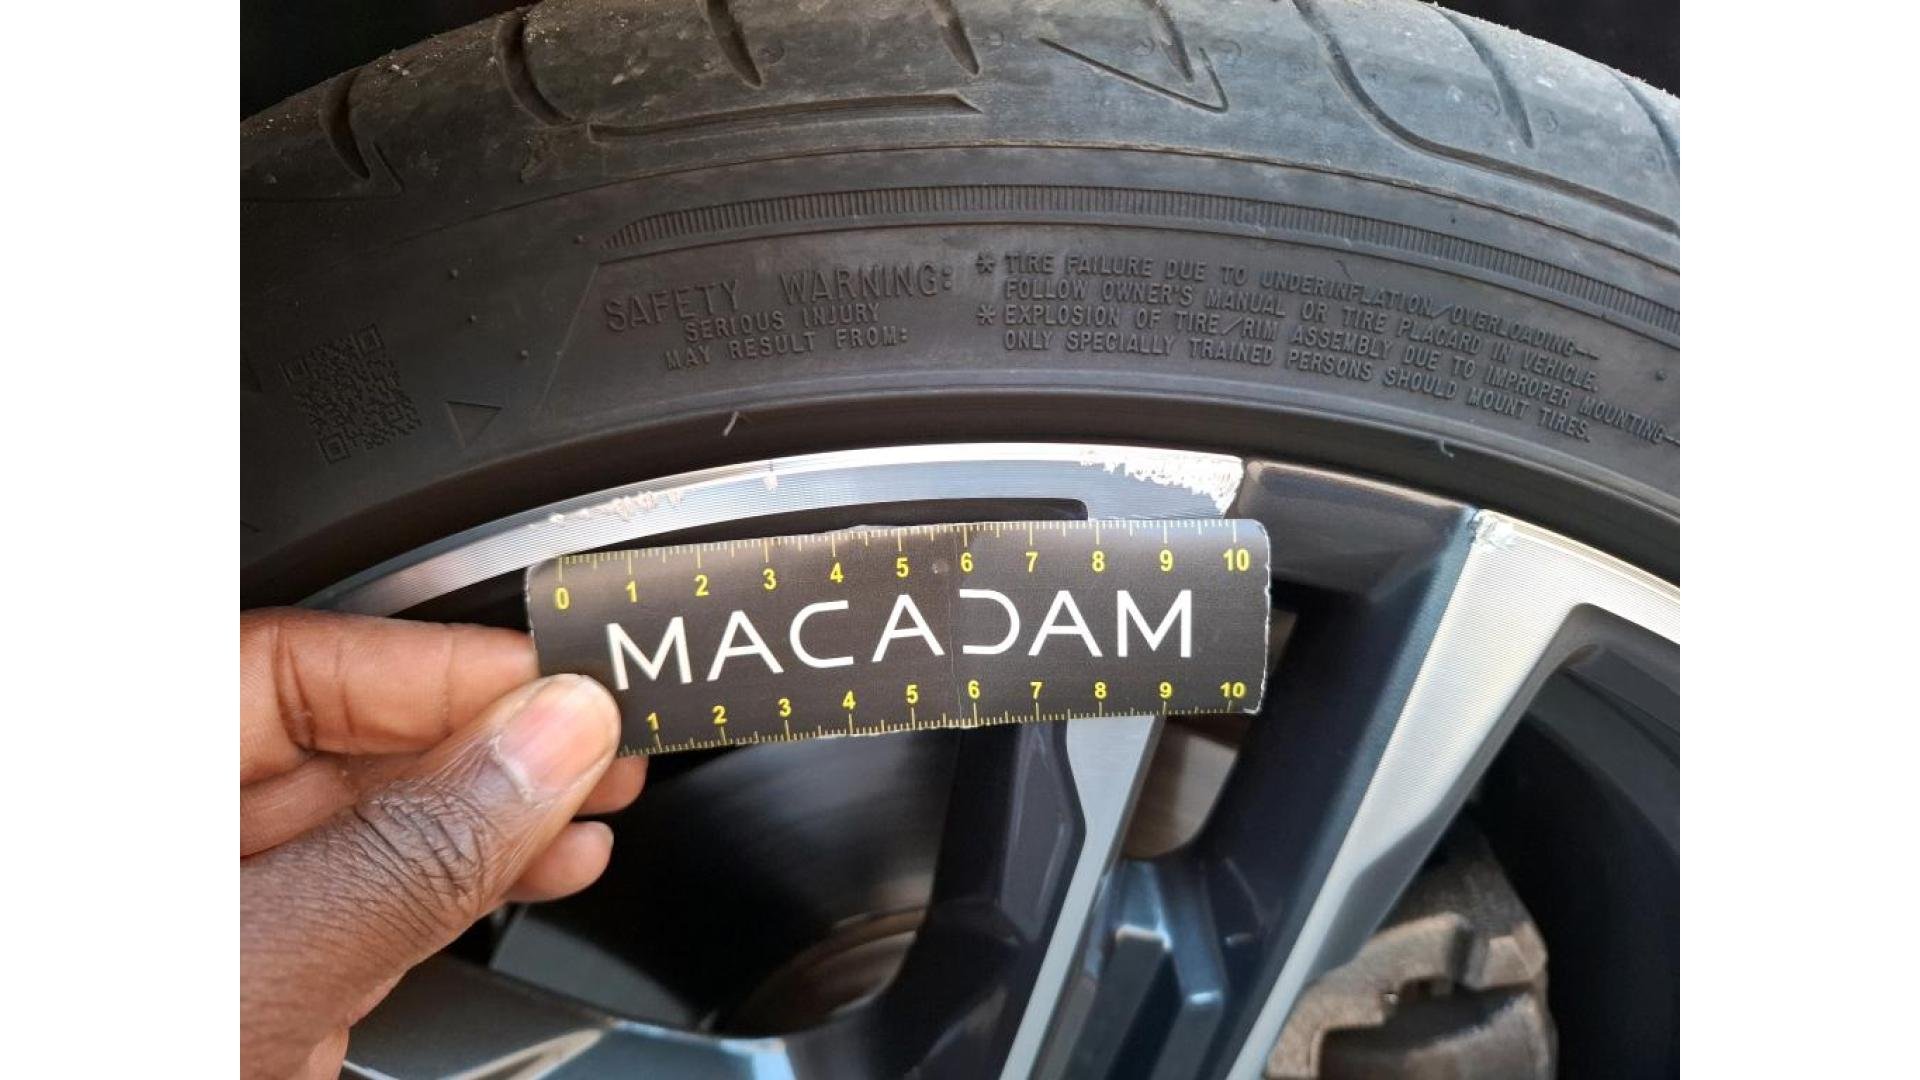 SAFETY WARNING:
SERIOUS INJURY
MAY RESULT FROM:
* TIRE FAILURE DUE TO UNDERINFLATION/OVERLOADING--
FOLLOW OWNER'S MANUAL OR TIRE PLACARD IN VEHICLE.
* EXPLOSION OF TIRE/RIM ASSEMBLY DUE TO IMPROPER MOUNTING--
ONLY SPECIALLY TRAINED PERSONS SHOULD MOUNT TIRES.
0 1 2 3 4 5 6 7 8 9 10
MACADAM
1 2 3 4 5 6 7 8 9 10